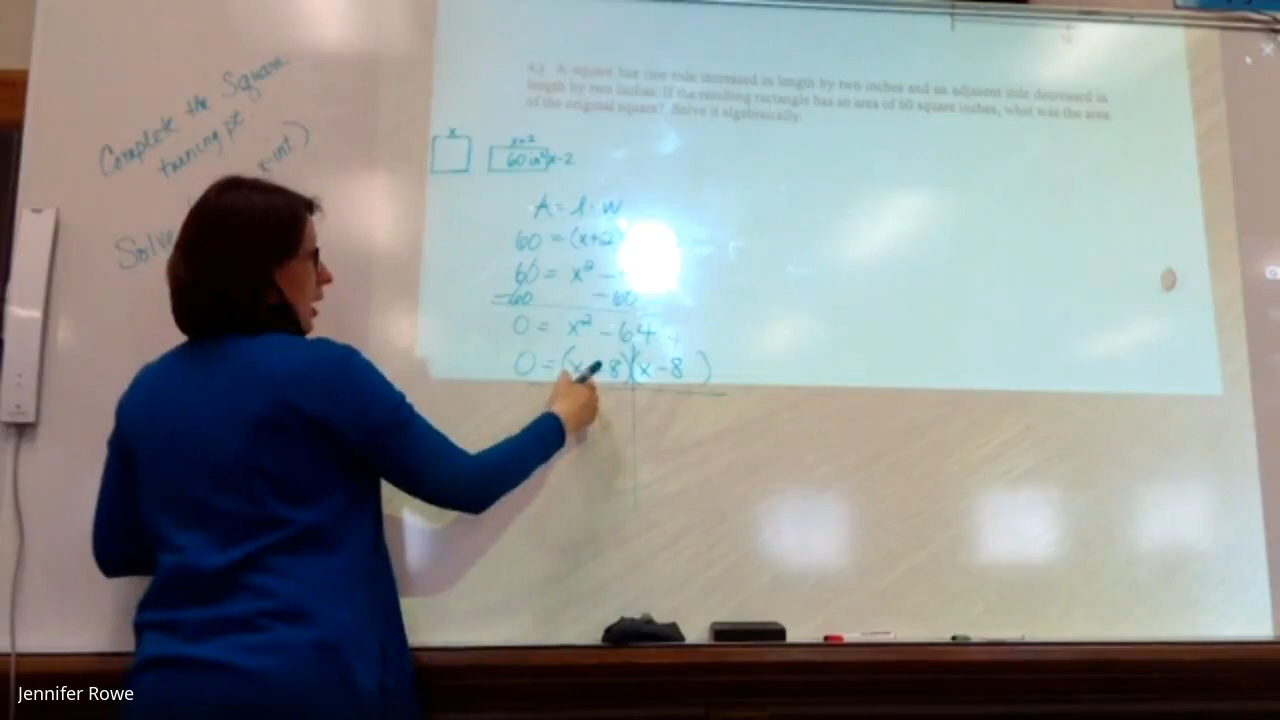 Complete the Square
turning pt
x-int)
Solve
4.) A square has one side increased in length by two inches and an adjacent side decreased in
length by two inches. If the resulting rectangle has an area of 60 square inches, what was the area
of the original square? Solve it algebraically.
x
x+2
60 in² x-2
A = l·w
60 = (x+2
60 = x² -
-60 -60
0 = x² - 64
0 = (x 8)(x - 8 )
Jennifer Rowe